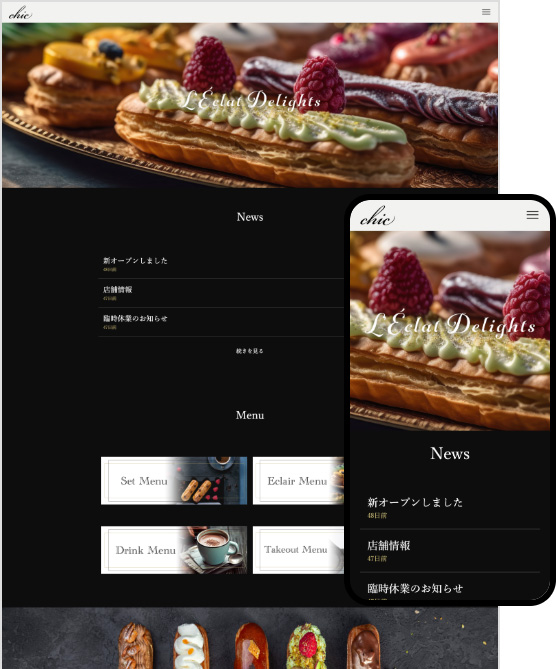 chic
L'Éclat Delights
News
新オープンしました
48日前
店舗情報
47日前
臨時休業のお知らせ
47日前
続きを見る
Menu
Set Menu
Eclair Menu
Drink Menu
Takeout Menu
chic
L'Éclat Delights
News
新オープンしました
48日前
店舗情報
47日前
臨時休業のお知らせ